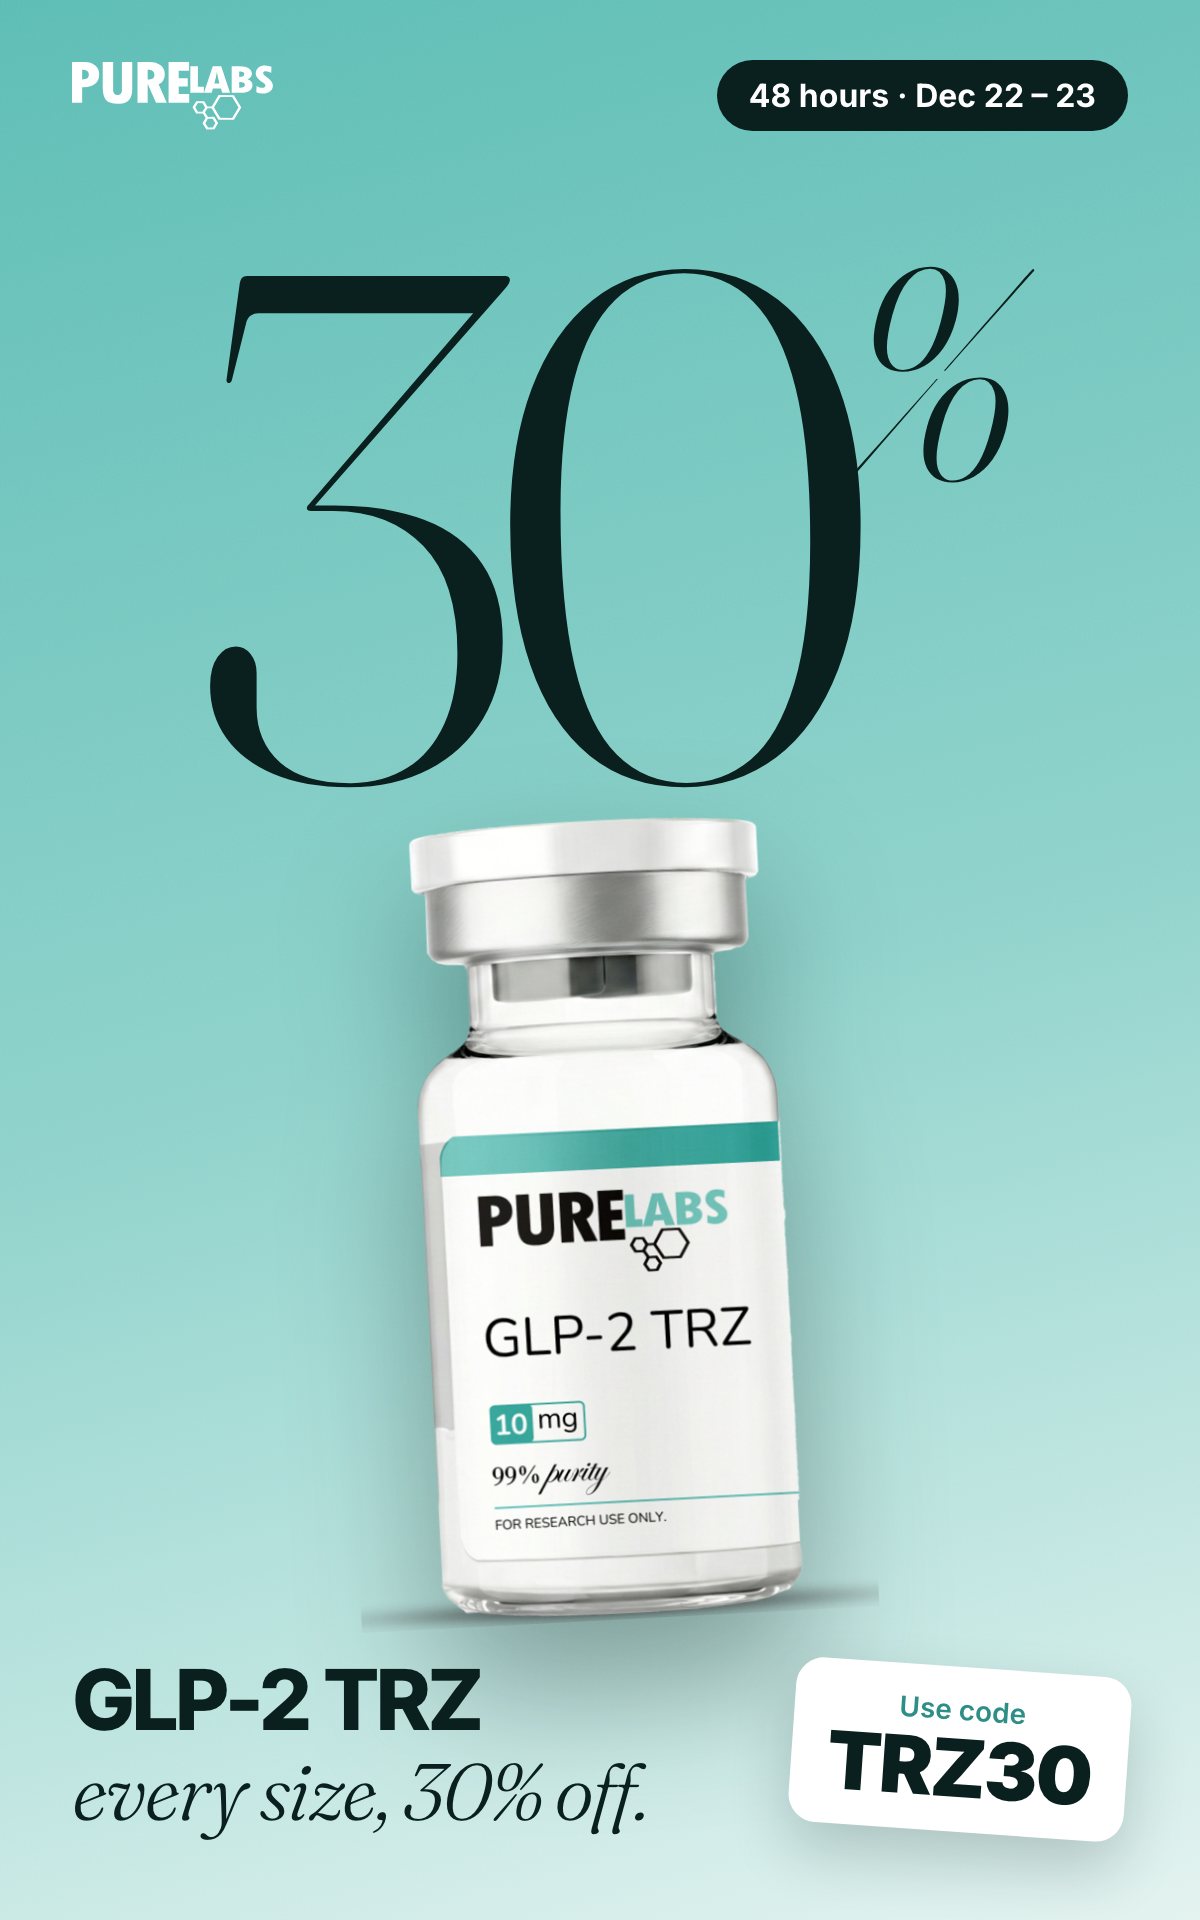 PURELABS
48 hours · Dec 22 – 23
30%
PURELABS
GLP-2 TRZ
10 mg
99% purity
FOR RESEARCH USE ONLY.
GLP-2 TRZ
every size, 30% off.
Use code
TRZ30